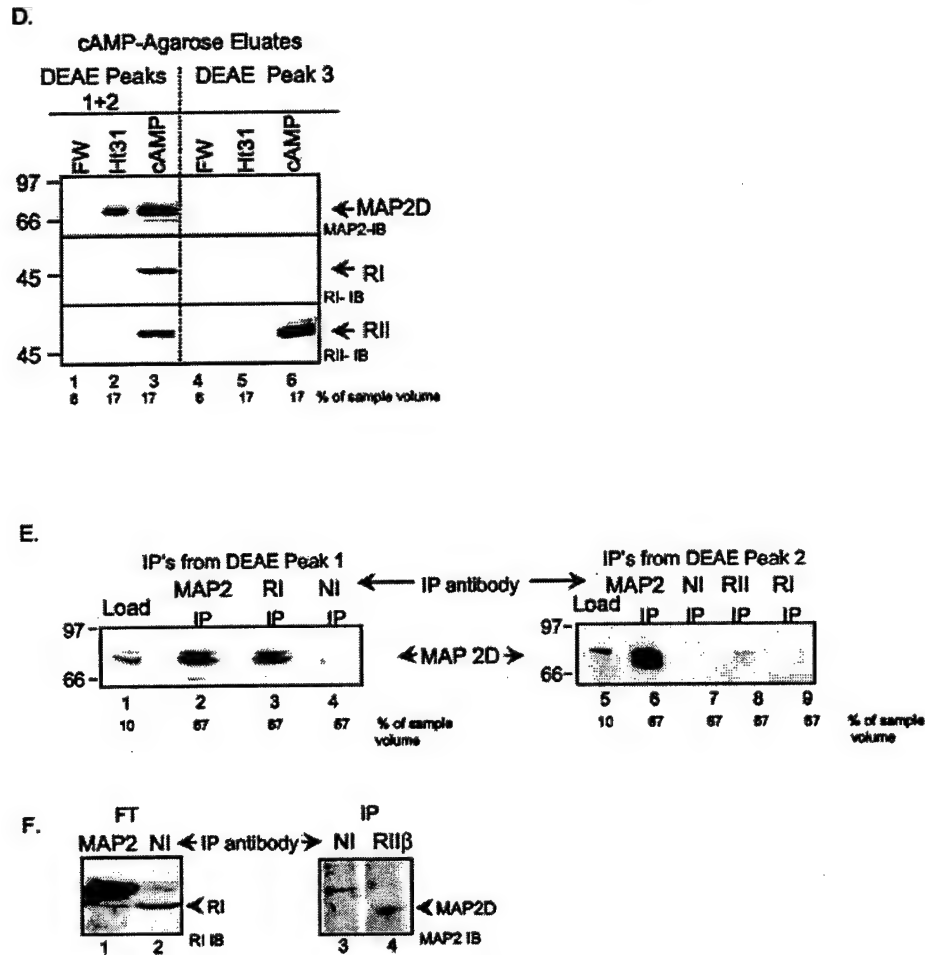 D.
cAMP-Agarose Eluates
DEAE Peaks 1+2
DEAE Peak 3
FW Ht31 cAMP FW Ht31 cAMP
97
66
←MAP2D
MAP2-IB
45
← RI
RI- IB
45
← RII
RII- IB
1 2 3 4 5 6
6 17 17 6 17 17 % of sample volume
E.
IP's from DEAE Peak 1
IP's from DEAE Peak 2
MAP2 RI NI ← IP antibody → MAP2 NI RII RI
Load IP IP IP Load IP IP IP IP
97
66
←MAP 2D→
97
66
1 2 3 4 5 6 7 8 9
10 67 67 67 % of sample volume
10 67 67 67 67 % of sample volume
F.
FT IP
MAP2 NI ←IP antibody→ NI RIIβ
RI
MAP2D
1 2 RI IB 3 4 MAP2 IB